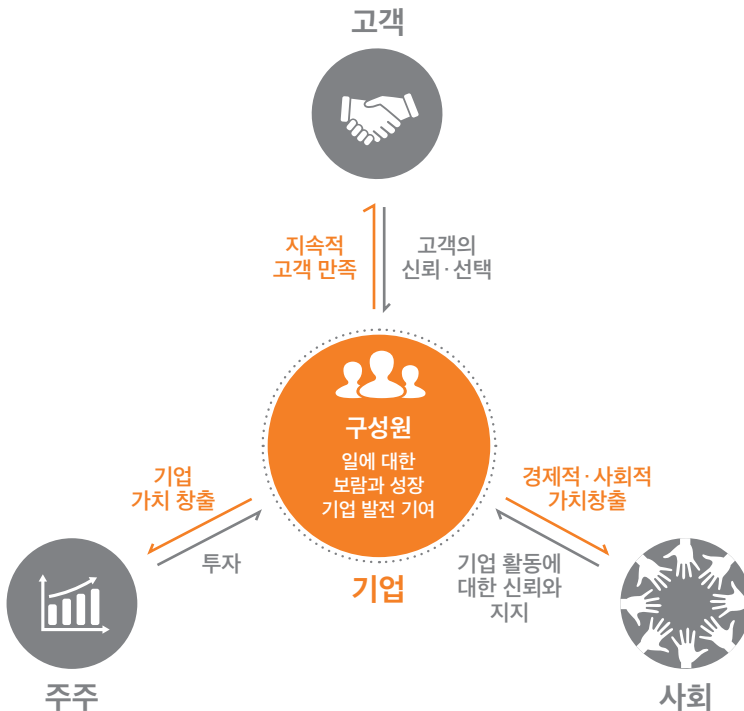 고객
지속적
고객 만족
고객의
신뢰·선택
구성원
일에 대한
보람과 성장
기업 발전 기여
기업
기업
가치 창출
투자
경제적·사회적
가치창출
기업 활동에
대한 신뢰와
지지
주주
사회